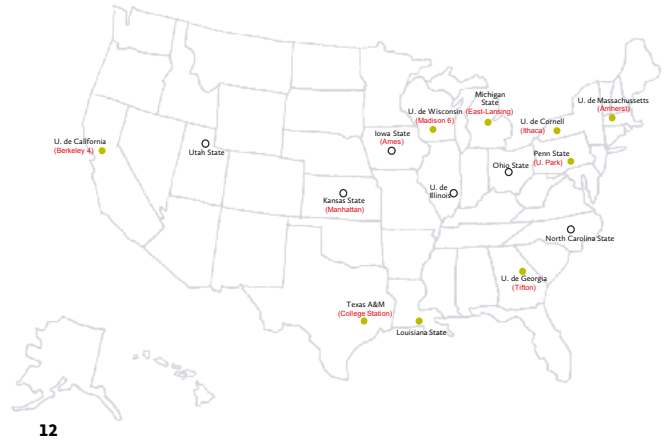 Michigan
State
(East-Lansing)
U. de Wisconsin
(Madison 6)
U. de Massachussetts
(Amherst)
U. de Cornell
(Ithaca)
Iowa State
(Ames)
U. de California
(Berkeley 4)
Utah State
Penn State
(U. Park)
Ohio State
U. de
Illinois
Kansas State
(Manhattan)
North Carolina State
U. de Georgia
(Tifton)
Texas A&M
(College Station)
Louisiana State
12